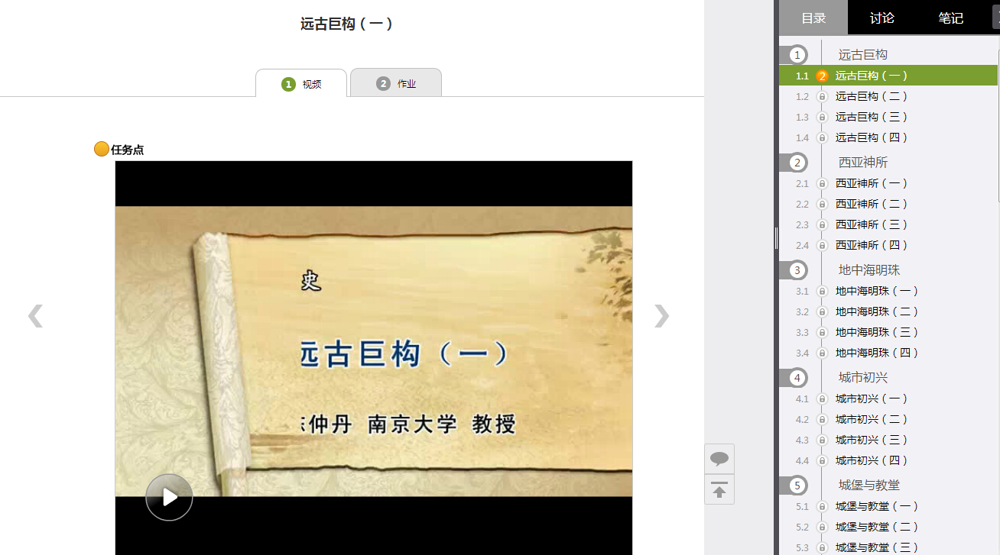 远古巨构（一）
1 视频
2 作业
任务点
史
远古巨构（一）
仲丹 南京大学 教授
目录 讨论 笔记
1 远古巨构
1.1 2 远古巨构（一）
1.2 远古巨构（二）
1.3 远古巨构（三）
1.4 远古巨构（四）
2 西亚神所
2.1 西亚神所（一）
2.2 西亚神所（二）
2.3 西亚神所（三）
2.4 西亚神所（四）
3 地中海明珠
3.1 地中海明珠（一）
3.2 地中海明珠（二）
3.3 地中海明珠（三）
3.4 地中海明珠（四）
4 城市初兴
4.1 城市初兴（一）
4.2 城市初兴（二）
4.3 城市初兴（三）
4.4 城市初兴（四）
5 城堡与教堂
5.1 城堡与教堂（一）
5.2 城堡与教堂（二）
5.3 城堡与教堂（三）